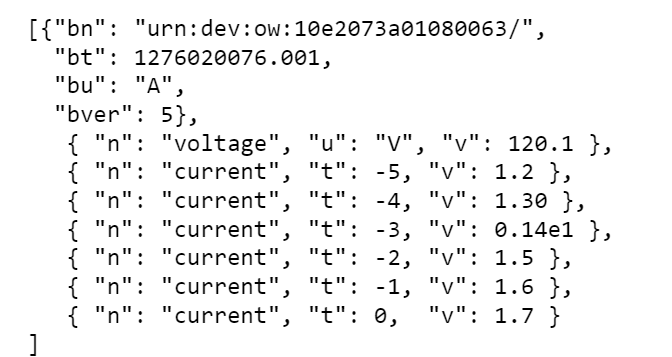 [{"bn": "urn:dev:ow:10e2073a01080063/",
"bt": 1276020076.001,
"bu": "A",
"bver": 5},
{ "n": "voltage", "u": "V", "v": 120.1 },
{ "n": "current", "t": -5, "v": 1.2 },
{ "n": "current", "t": -4, "v": 1.30 },
{ "n": "current", "t": -3, "v": 0.14e1 },
{ "n": "current", "t": -2, "v": 1.5 },
{ "n": "current", "t": -1, "v": 1.6 },
{ "n": "current", "t": 0,  "v": 1.7 }
]